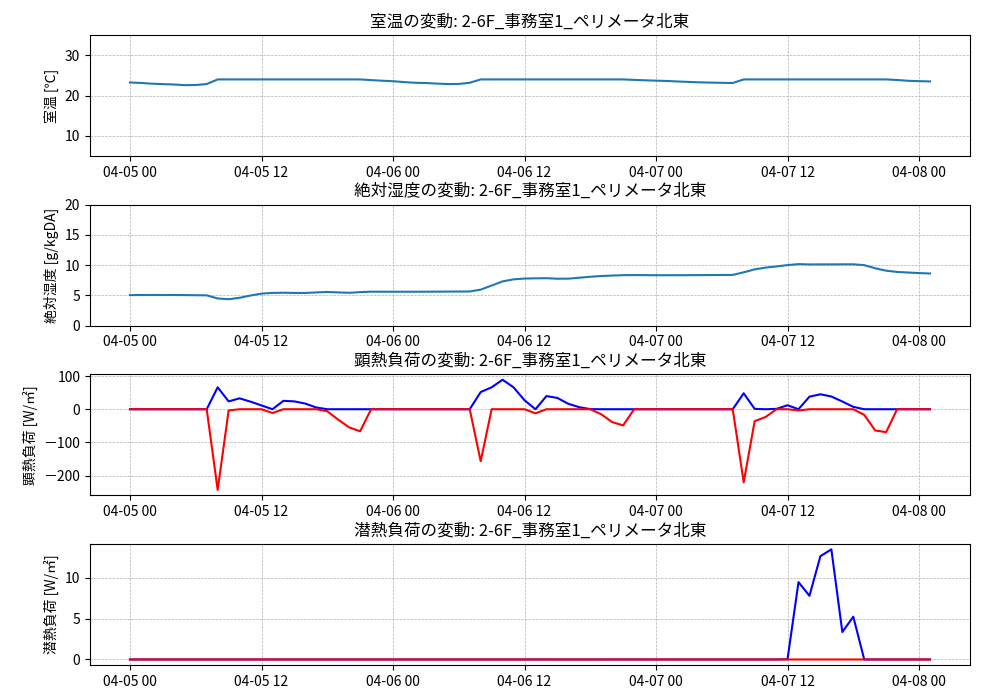 室温の変動: 2-6F_事務室1_ペリメータ北東
室温 [℃]
30
20
10
04-05 00 04-05 12 04-06 00 04-06 12 04-07 00 04-07 12 04-08 00
絶対湿度の変動: 2-6F_事務室1_ペリメータ北東
絶対湿度 [g/kgDA]
20
15
10
5
0
04-05 00 04-05 12 04-06 00 04-06 12 04-07 00 04-07 12 04-08 00
顕熱負荷の変動: 2-6F_事務室1_ペリメータ北東
顕熱負荷 [W/㎡]
100
0
−100
−200
04-05 00 04-05 12 04-06 00 04-06 12 04-07 00 04-07 12 04-08 00
潜熱負荷の変動: 2-6F_事務室1_ペリメータ北東
潜熱負荷 [W/㎡]
10
5
0
04-05 00 04-05 12 04-06 00 04-06 12 04-07 00 04-07 12 04-08 00